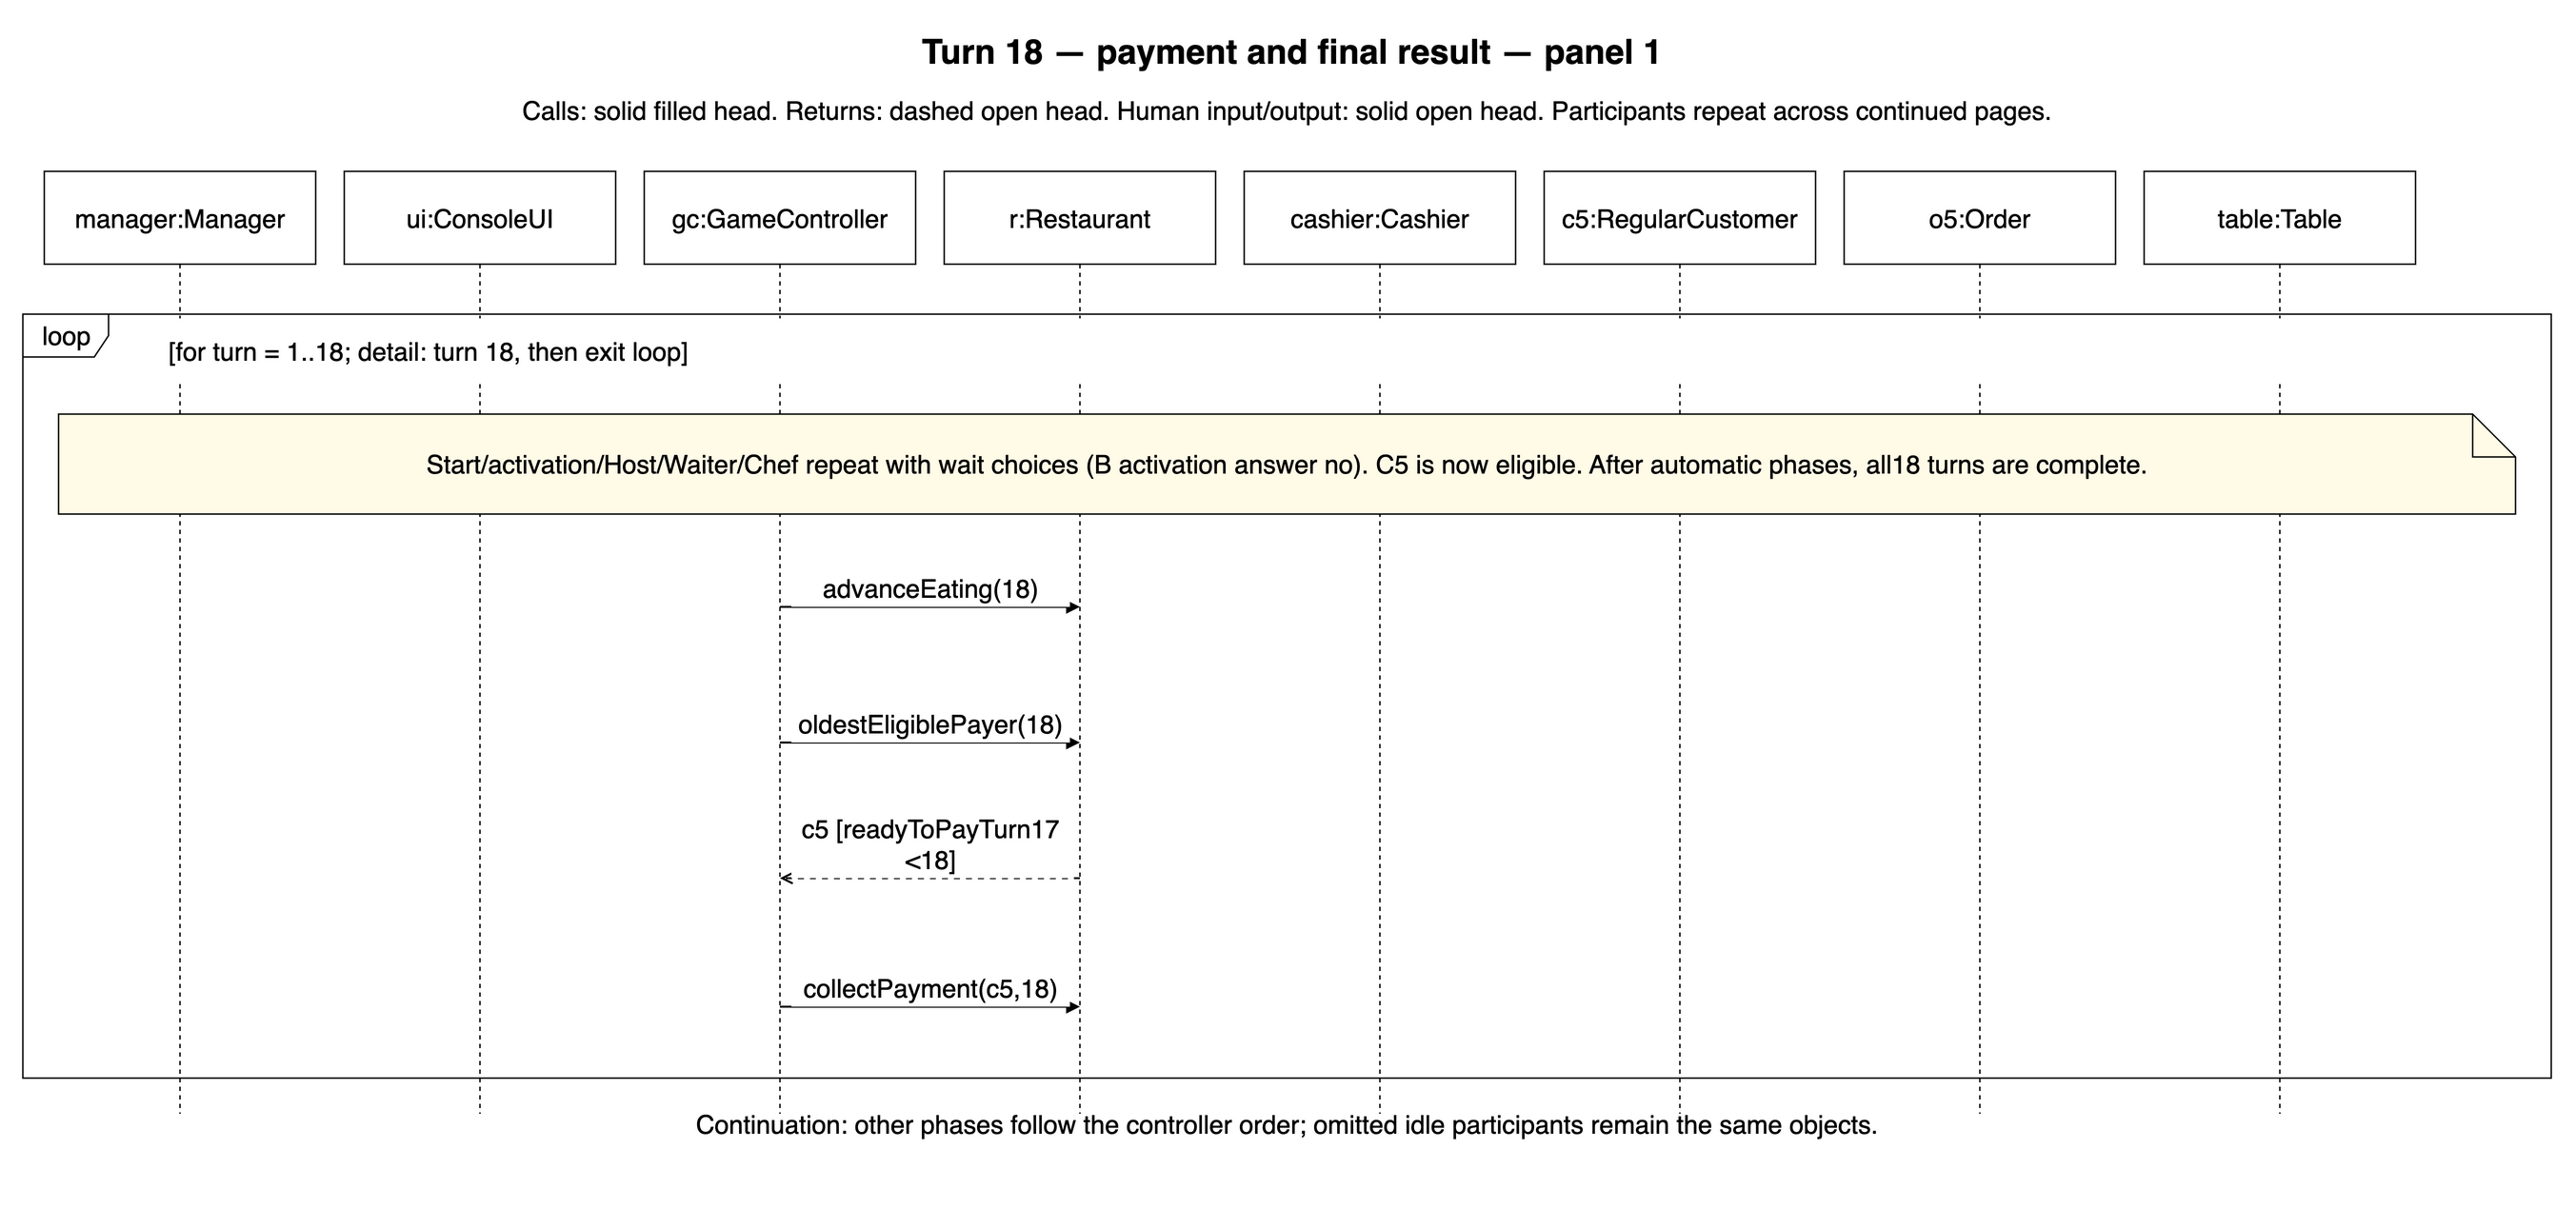 Turn 18 — payment and final result — panel 1
Calls: solid filled head. Returns: dashed open head. Human input/output: solid open head. Participants repeat across continued pages.
manager:Manager
ui:ConsoleUI
gc:GameController
r:Restaurant
cashier:Cashier
c5:RegularCustomer
o5:Order
table:Table
loop
[for turn = 1..18; detail: turn 18, then exit loop]
Start/activation/Host/Waiter/Chef repeat with wait choices (B activation answer no). C5 is now eligible. After automatic phases, all18 turns are complete.
advanceEating(18)
oldestEligiblePayer(18)
c5 [readyToPayTurn17
<18]
collectPayment(c5,18)
Continuation: other phases follow the controller order; omitted idle participants remain the same objects.